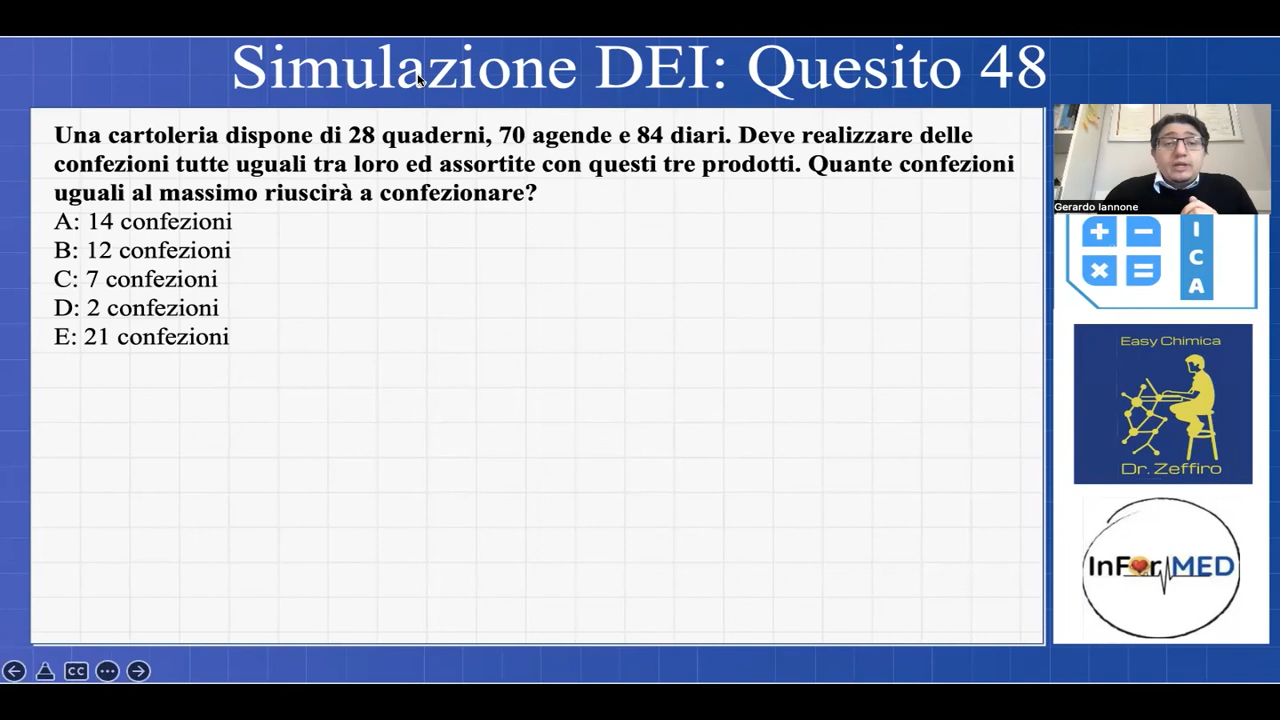 Simulazione DEI: Quesito 48
Una cartoleria dispone di 28 quaderni, 70 agende e 84 diari. Deve realizzare delle
confezioni tutte uguali tra loro ed assortite con questi tre prodotti. Quante confezioni
uguali al massimo riuscirà a confezionare?
A: 14 confezioni
B: 12 confezioni
C: 7 confezioni
D: 2 confezioni
E: 21 confezioni
Gerardo Iannone
+ −
× =
I
C
A
Easy Chimica
Dr. Zeffiro
InForMED
CC